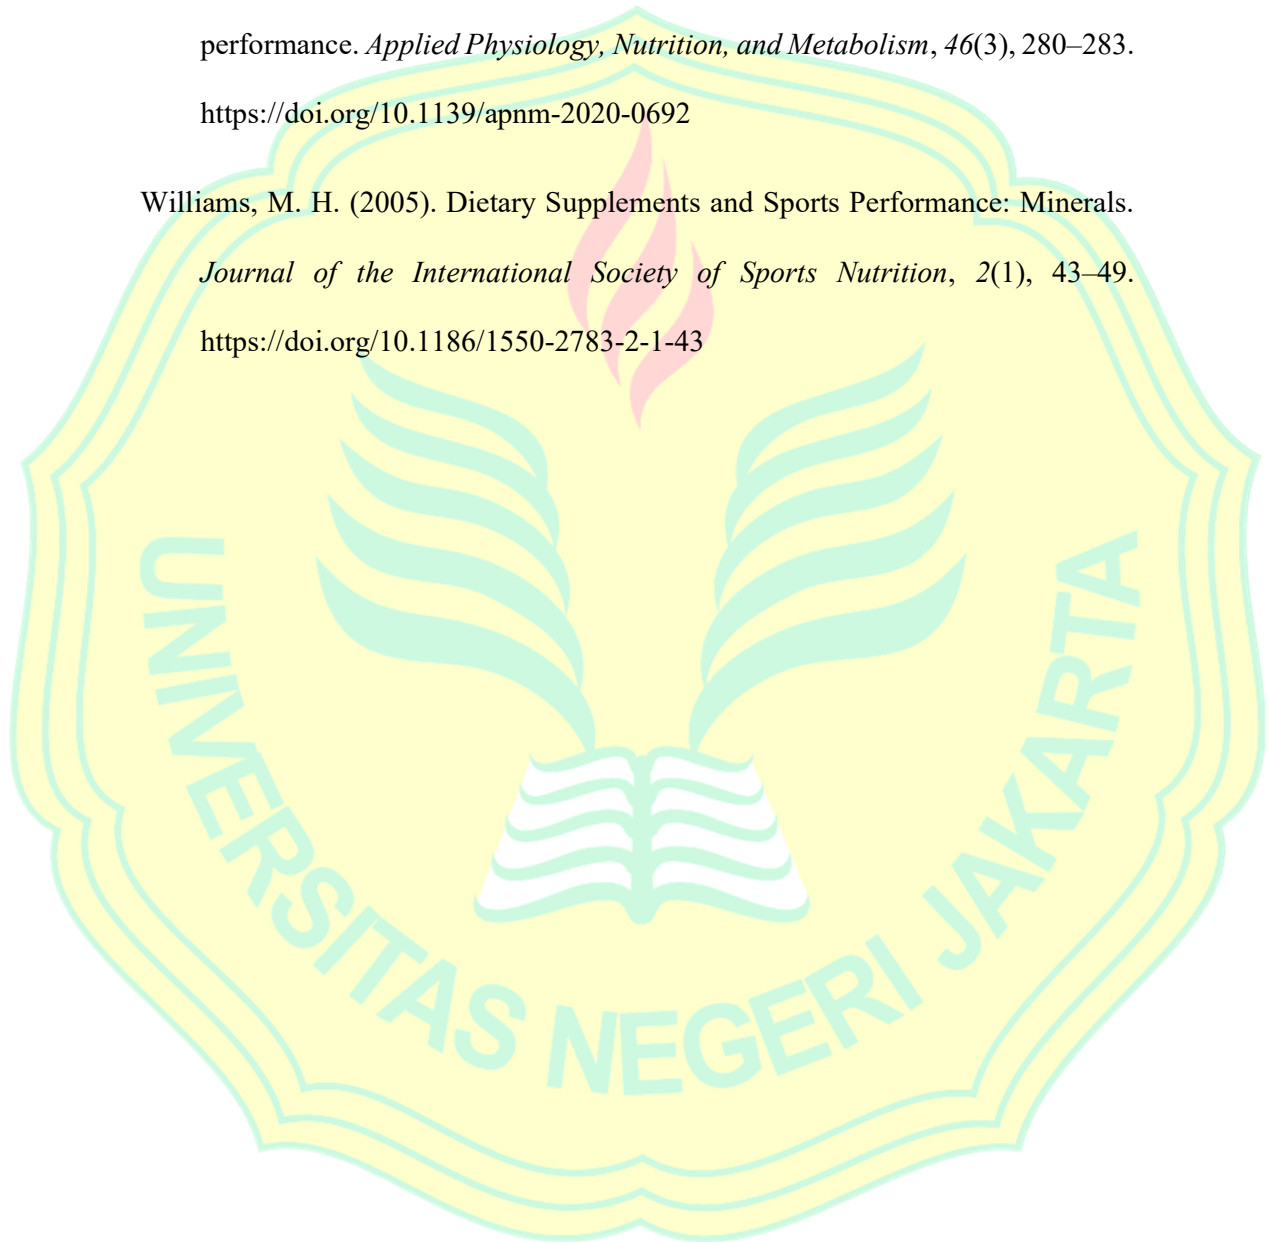 performance. Applied Physiology, Nutrition, and Metabolism, 46(3), 280–283.
https://doi.org/10.1139/apnm-2020-0692
Williams, M. H. (2005). Dietary Supplements and Sports Performance: Minerals.
Journal of the International Society of Sports Nutrition, 2(1), 43–49.
https://doi.org/10.1186/1550-2783-2-1-43
UNIVERSITAS NEGERI JAKARTA